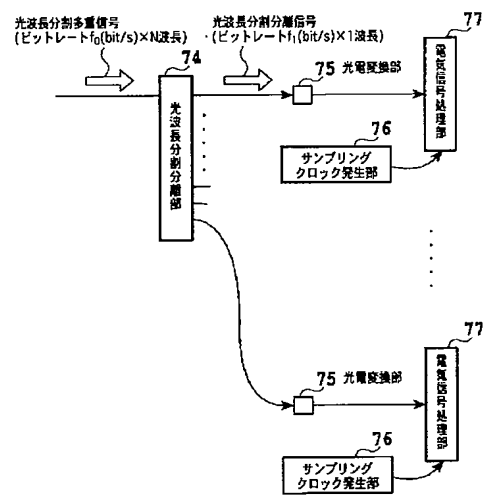 光波長分割多重信号
(ビットレートf₀(bit/s)×N波長)
光波長分割分離信号
・(ビットレートf₁(bit/s)×1波長)
74
光波長分割分離部
75 光電変換部
77
電気信号処理部
76
サンプリング
クロック発生部
77
電気信号処理部
75 光電変換部
76
サンプリング
クロック発生部